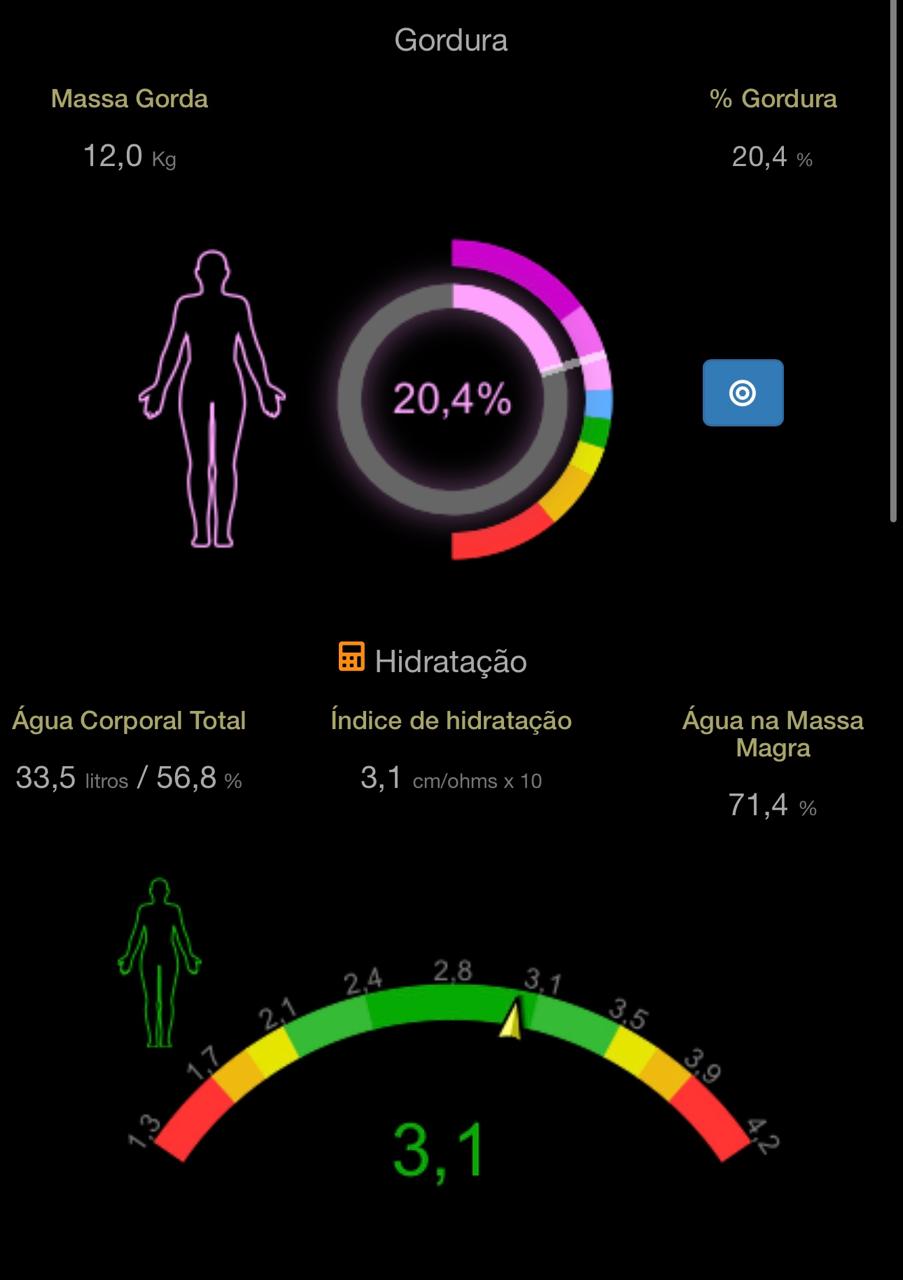 Gordura
Massa Gorda
% Gordura
12,0 Kg
20,4 %
20,4%
Hidratação
Água Corporal Total
Índice de hidratação
Água na Massa
Magra
33,5 litros / 56,8 %
3,1 cm/ohms x 10
71,4 %
1,3
1,7
2,1
2,4
2,8
3,1
3,5
3,9
4,2
3,1